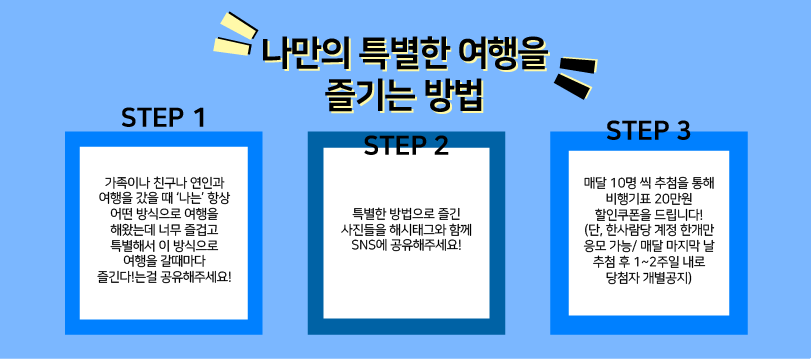 나만의 특별한 여행을
즐기는 방법
STEP 1
가족이나 친구나 연인과
여행을 갔을 때 '나는' 항상
어떤 방식으로 여행을
해왔는데 너무 즐겁고
특별해서 이 방식으로
여행을 갈때마다
즐긴다!는걸 공유해주세요!
STEP 2
특별한 방법으로 즐긴
사진들을 해시태그와 함께
SNS에 공유해주세요!
STEP 3
매달 10명 씩 추첨을 통해
비행기표 20만원
할인쿠폰을 드립니다!
(단, 한사람당 계정 한개만
응모 가능/ 매달 마지막 날
추첨 후 1~2주일 내로
당첨자 개별공지)